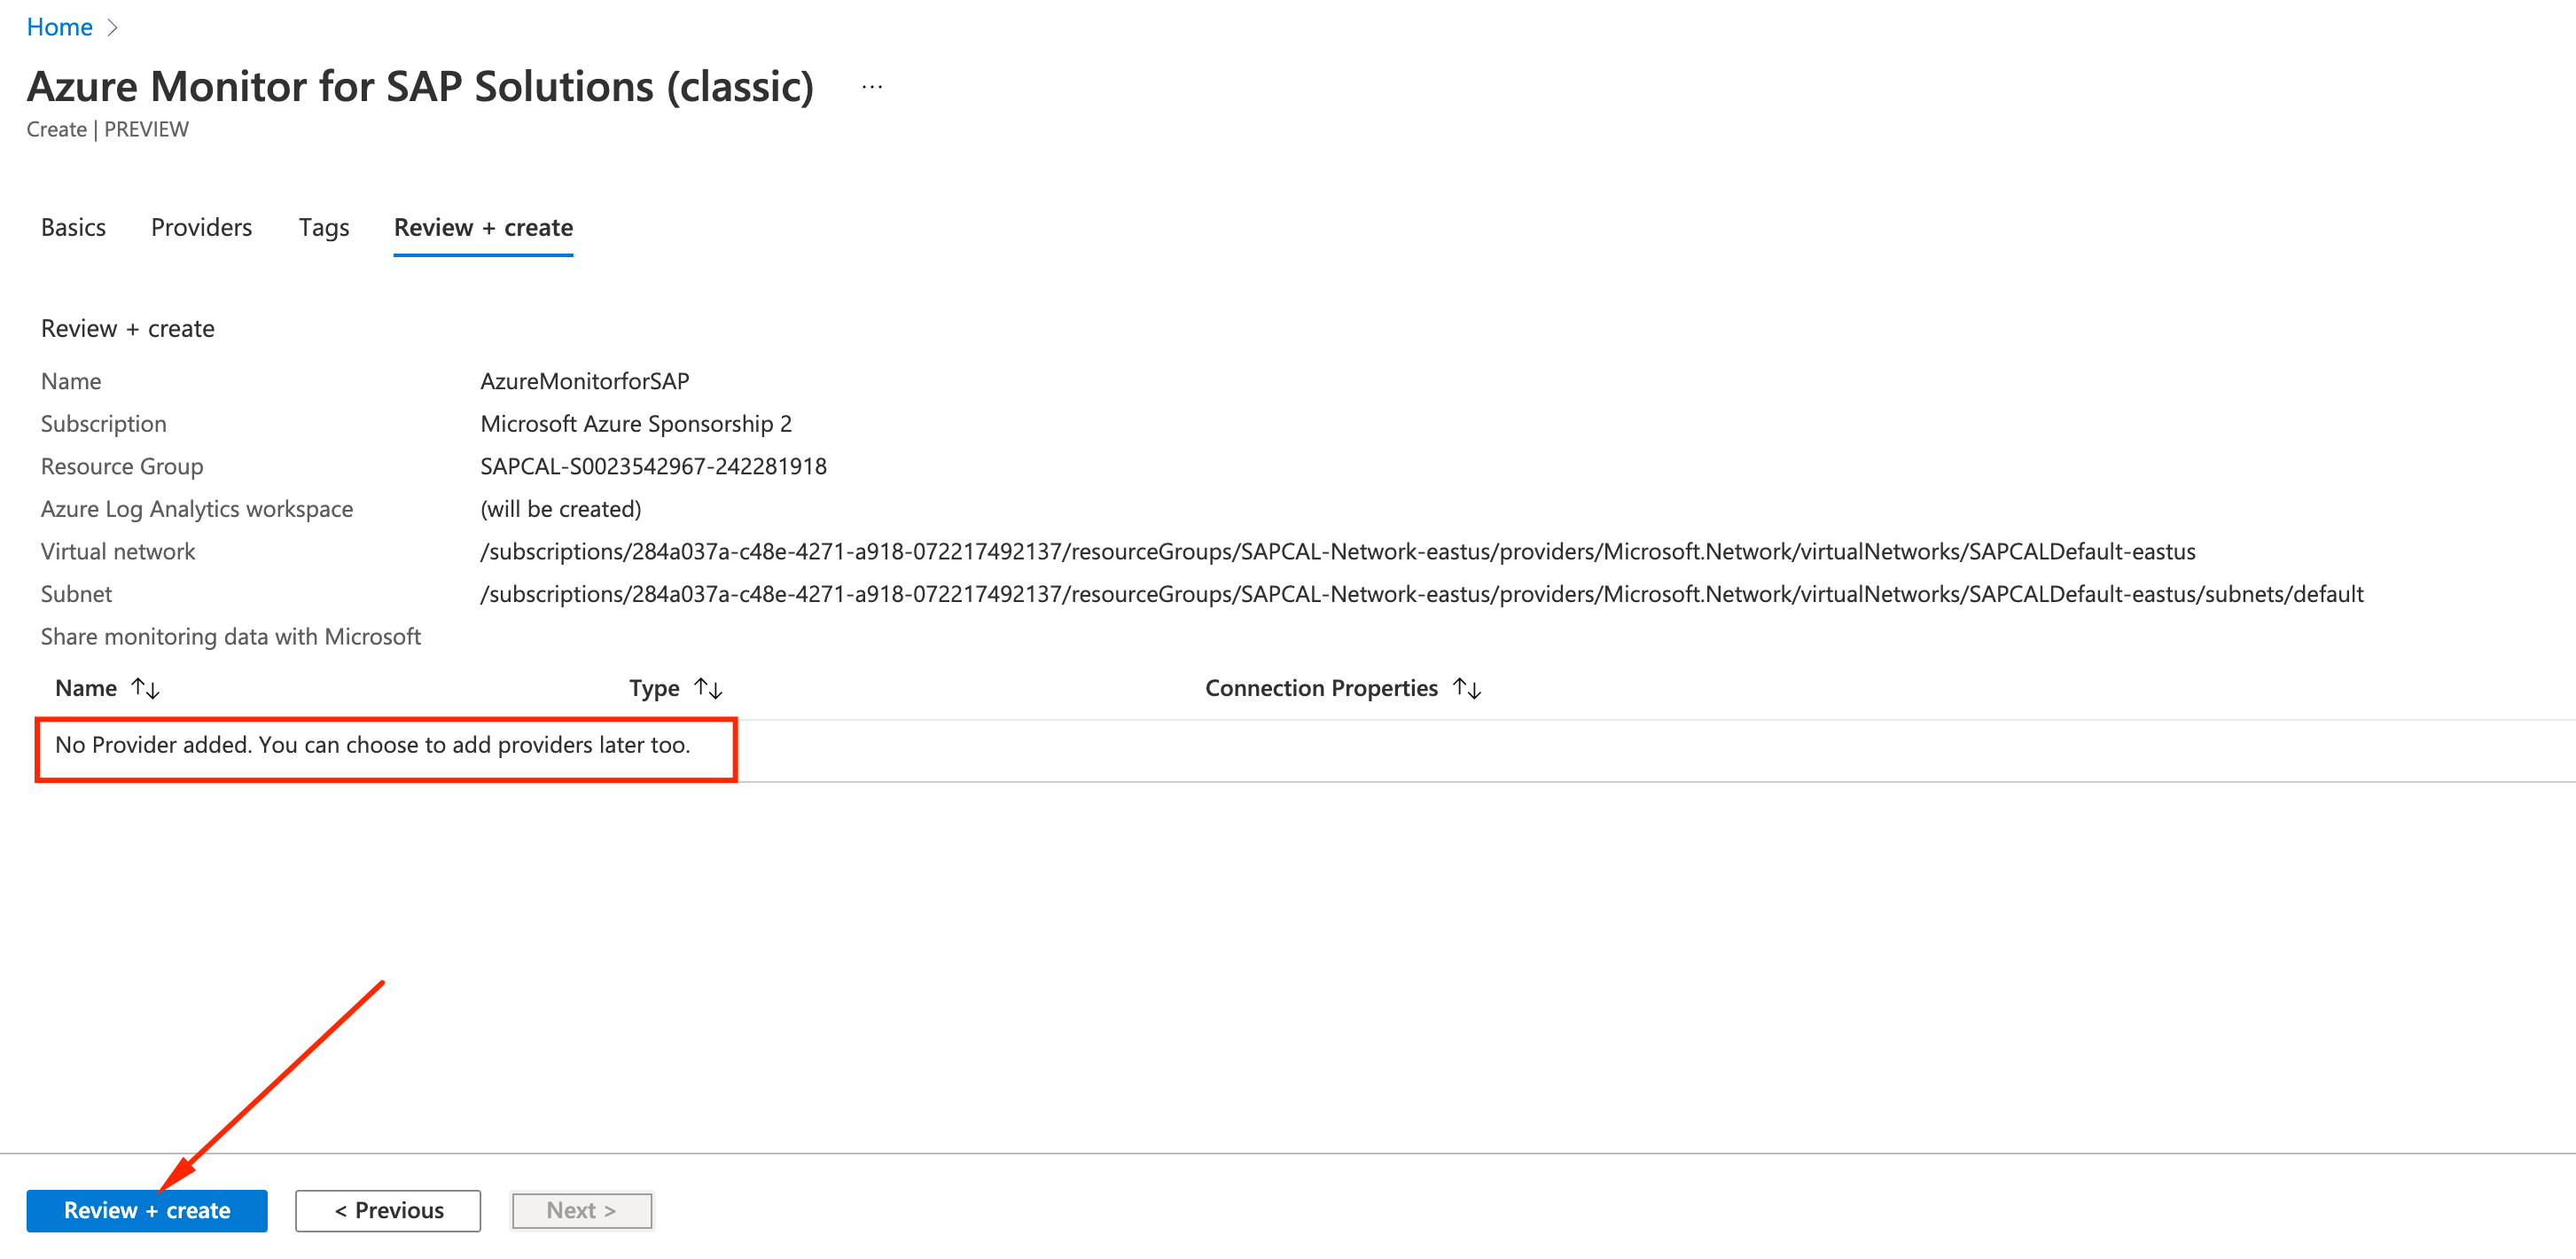 Home >
Azure Monitor for SAP Solutions (classic) ...
Create | PREVIEW
Basics Providers Tags Review + create
Review + create
Name AzureMonitorforSAP
Subscription Microsoft Azure Sponsorship 2
Resource Group SAPCAL-S0023542967-242281918
Azure Log Analytics workspace (will be created)
Virtual network /subscriptions/284a037a-c48e-4271-a918-072217492137/resourceGroups/SAPCAL-Network-eastus/providers/Microsoft.Network/virtualNetworks/SAPCALDefault-eastus
Subnet /subscriptions/284a037a-c48e-4271-a918-072217492137/resourceGroups/SAPCAL-Network-eastus/providers/Microsoft.Network/virtualNetworks/SAPCALDefault-eastus/subnets/default
Share monitoring data with Microsoft
Name ↑↓ Type ↑↓ Connection Properties ↑↓
No Provider added. You can choose to add providers later too.
Review + create < Previous Next >